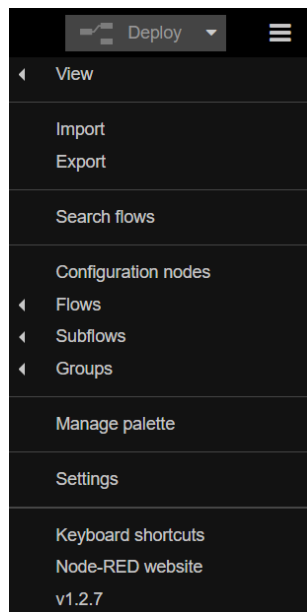 Deploy
View
Import
Export
Search flows
Configuration nodes
Flows
Subflows
Groups
Manage palette
Settings
Keyboard shortcuts
Node-RED website
v1.2.7